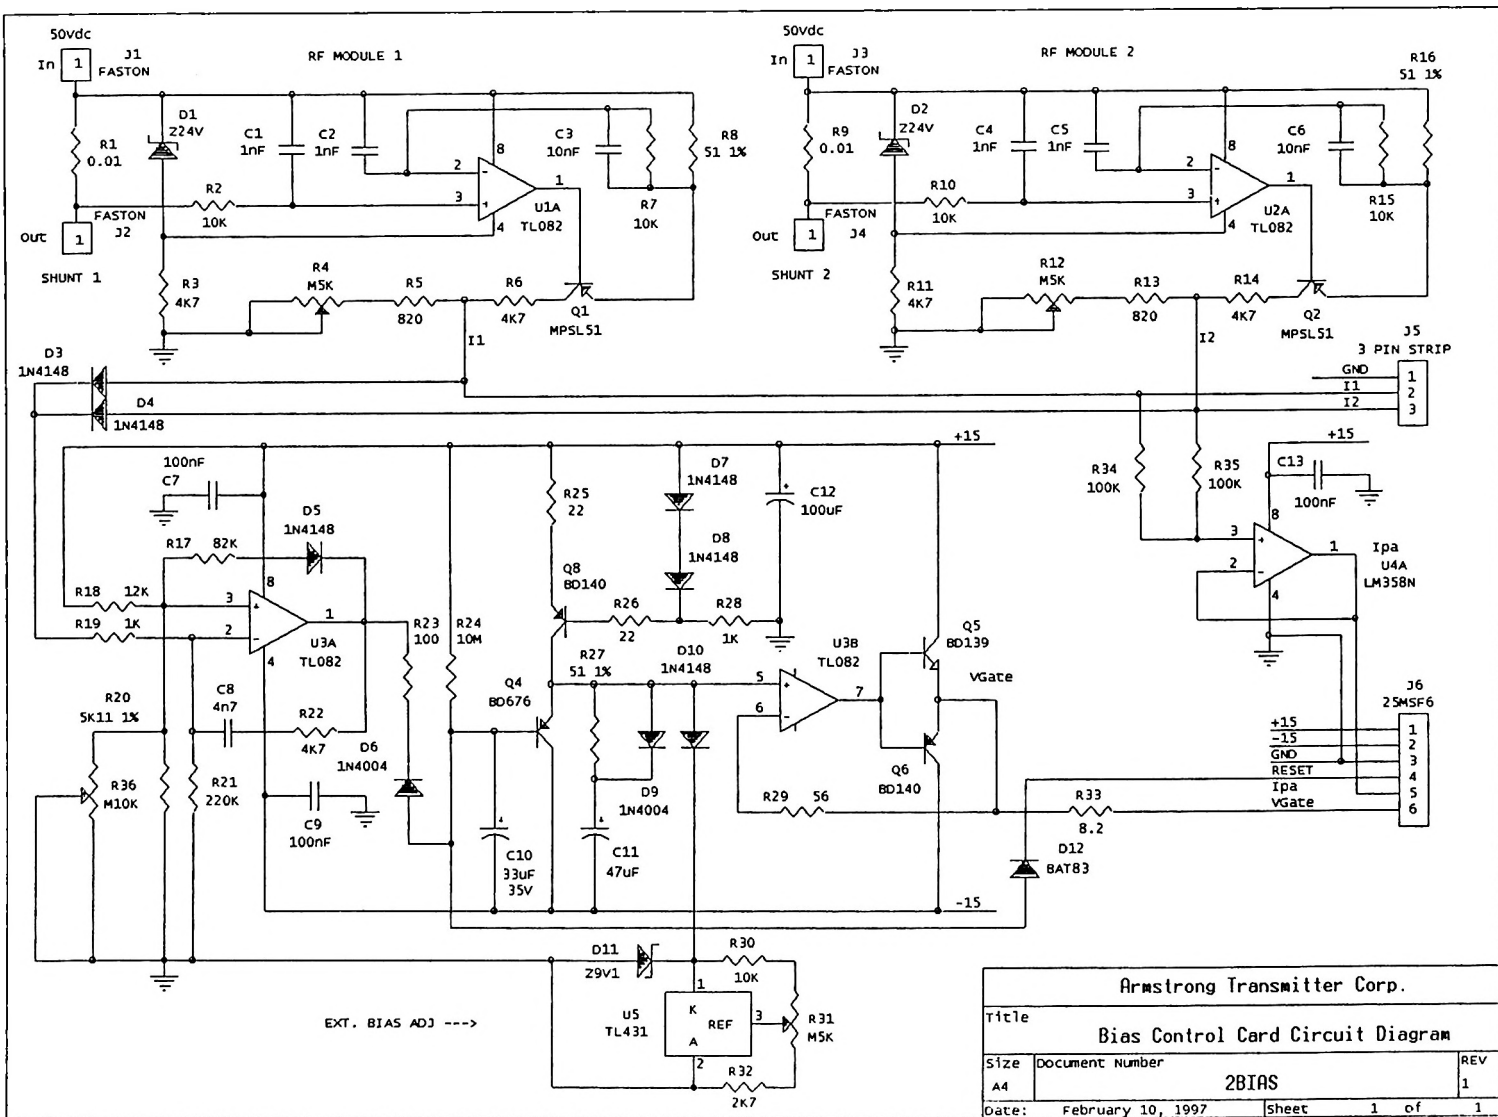 50Vdc
In 1
J1
FASTON
RF MODULE 1
R1
0.01
D1
Z24V
C1
1nF
C2
1nF
C3
10nF
R8
51 1%
R2
10K
8
2
3
1
4
U1A
TL082
R7
10K
FASTON
J2
Out 1
SHUNT 1
R3
4K7
R4
M5K
R5
820
R6
4K7
Q1
MPSL51
I1
50Vdc
In 1
J3
FASTON
RF MODULE 2
R16
51 1%
R9
0.01
D2
Z24V
C4
1nF
C5
1nF
C6
10nF
R10
10K
8
2
3
1
4
U2A
TL082
R15
10K
FASTON
J4
Out 1
SHUNT 2
R11
4K7
R12
M5K
R13
820
R14
4K7
Q2
MPSL51
I2
J5
3 PIN STRIP
GND 1
I1 2
I2 3
D3
1N4148
D4
1N4148
+15
100nF
C7
D5
1N4148
R17 82K
R18 12K
R19 1K
8
3
2
1
4
U3A
TL082
R20
5K11 1%
C8
4n7
R22
4K7
R36
M10K
R21
220K
C9
100nF
D6
1N4004
R23
100
R24
10M
R25
22
Q8
BD140
D7
1N4148
D8
1N4148
C12
100uF
R26
22
R28
1K
R27
51 1%
D10
1N4148
Q4
BD676
D9
1N4004
C10
33uF
35V
C11
47uF
U3B
TL082
5
6
7
Q5
BD139
VGate
Q6
BD140
R29 56
R33
8.2
D12
BAT83
-15
R34
100K
R35
100K
+15
C13
100nF
8
3
2
1
4
Ipa
U4A
LM358N
J6
25MSF6
+15 1
-15 2
GND 3
RESET 4
Ipa 5
VGate 6
D11
Z9V1
R30
10K
U5
TL431
1
K
REF 3
A
2
R31
M5K
R32
2K7
EXT. BIAS ADJ --->
Armstrong Transmitter Corp.
Title
Bias Control Card Circuit Diagram
Size Document Number REV
A4 2BIAS 1
Date: February 10, 1997 Sheet 1 of 1